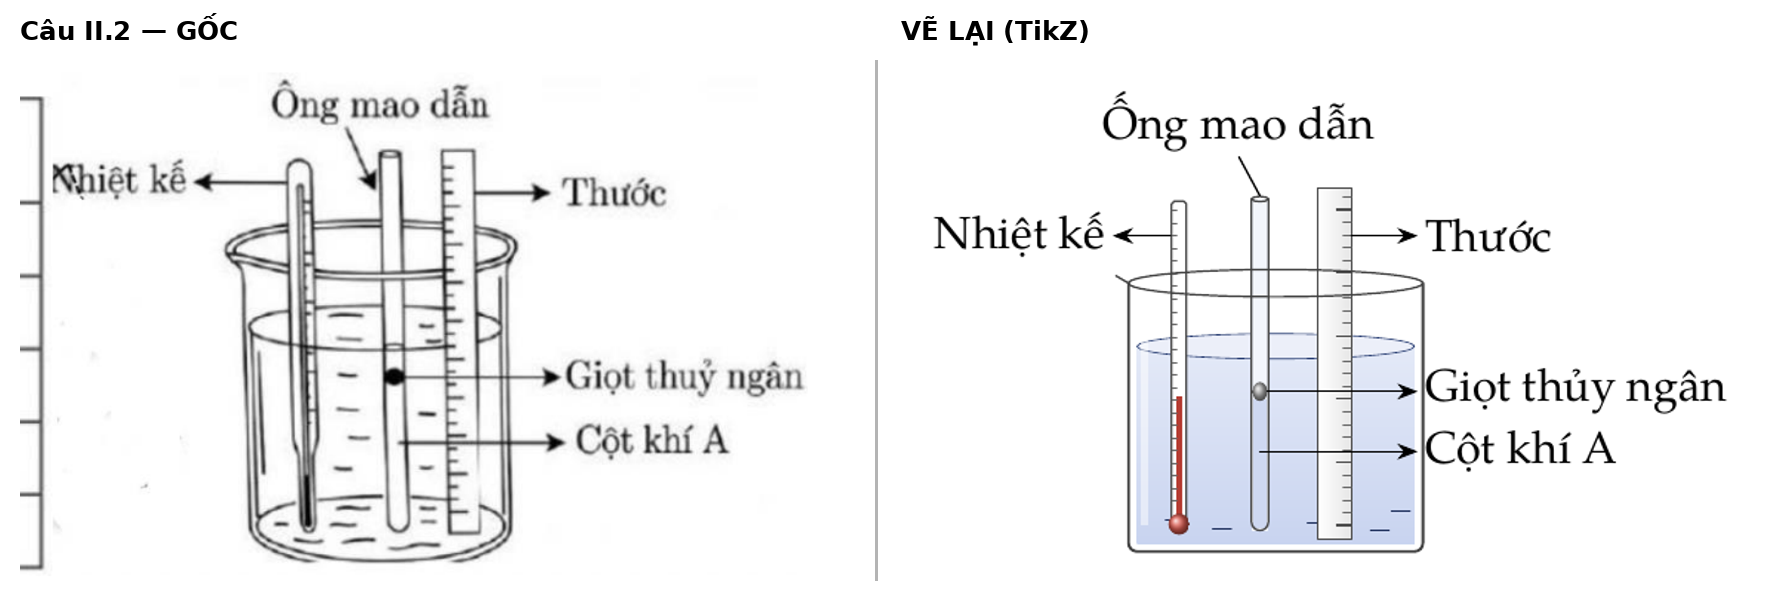 Câu II.2 — GỐC
Ông mao dẫn
Nhiệt kế
Thước
Giọt thuỷ ngân
Cột khí A
VẼ LẠI (TikZ)
Ống mao dẫn
Nhiệt kế
Thước
Giọt thủy ngân
Cột khí A